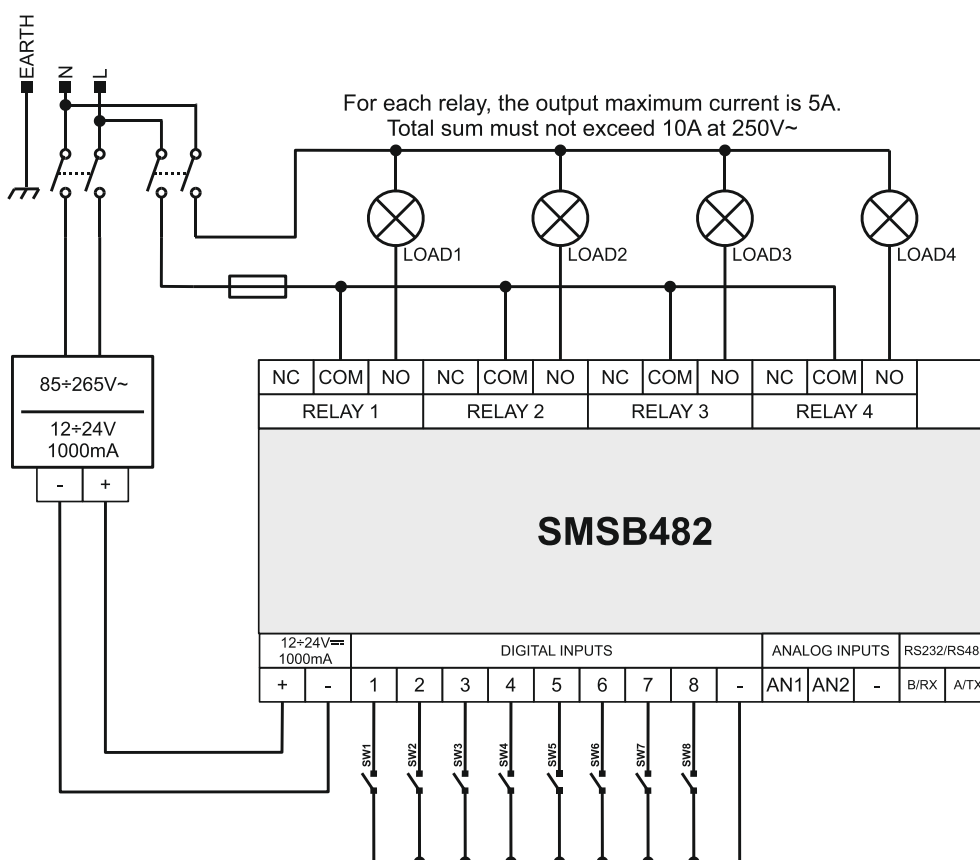 EARTH
N
L
For each relay, the output maximum current is 5A.
Total sum must not exceed 10A at 250V~
LOAD1
LOAD2
LOAD3
LOAD4
85÷265V~
12÷24V
1000mA
-
+
NC COM NO NC COM NO NC COM NO NC COM NO
RELAY 1 RELAY 2 RELAY 3 RELAY 4
SMSB482
12÷24V⎓
1000mA
DIGITAL INPUTS
ANALOG INPUTS
RS232/RS48
+ - 1 2 3 4 5 6 7 8 - AN1 AN2 - B/RX A/TX
SW1 SW2 SW3 SW4 SW5 SW6 SW7 SW8